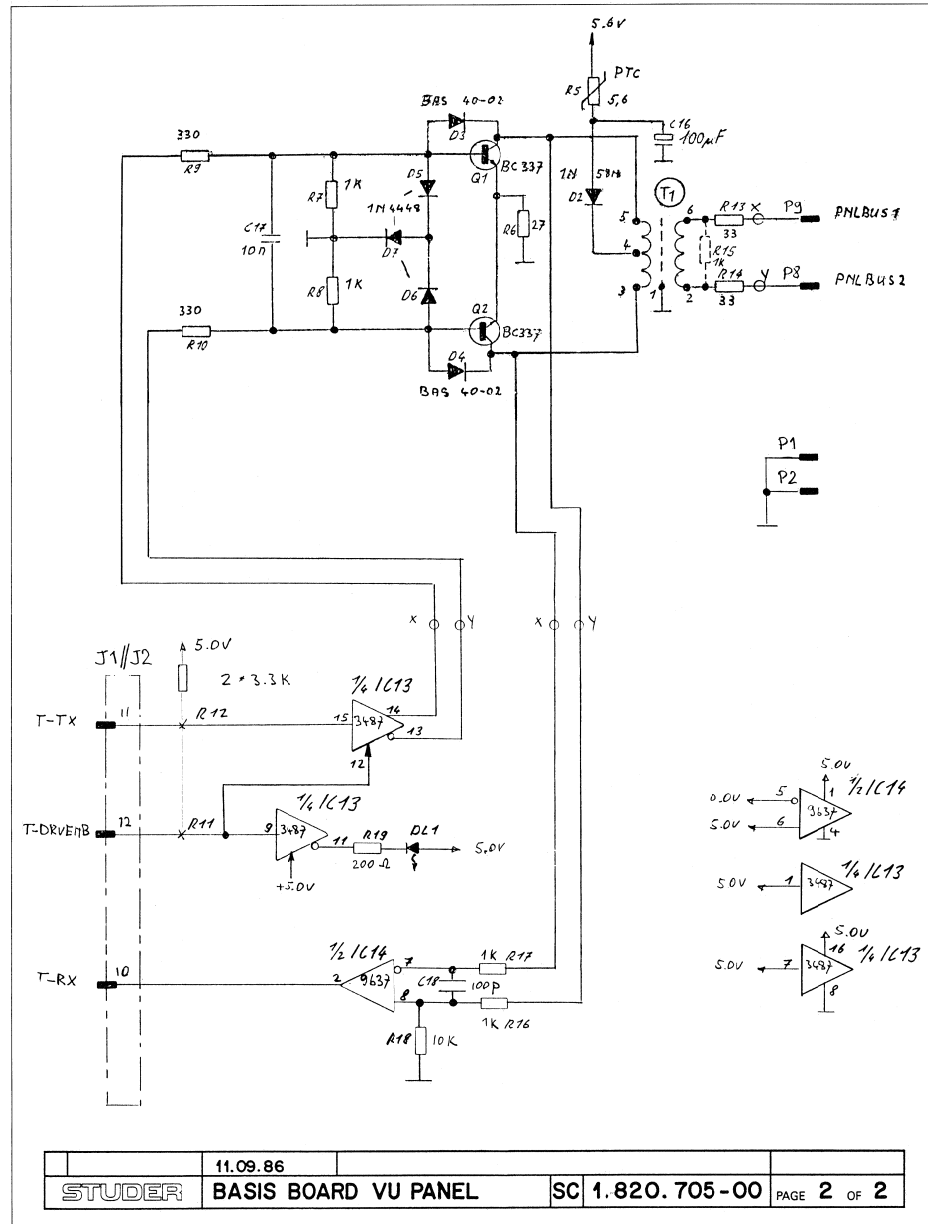 5.6V
PTC
R5
5,6
BAS 40-02
D3
C16
100µF
330
R9
BC337
Q1
1K
R7
D5
1N4448
D7
C17
10n
R6
27
1N
D2
T1
5
4
3
1
6
2
R13
X
P9
PNLBUS1
33
R15
1K
R14
Y
P8
PNLBUS2
33
R8
1K
D6
Q2
BC337
330
R10
D4
BAS 40-02
P1
P2
X
Y
X
Y
J1//J2
5.0V
2*3.3K
1/4 IC13
T-TX
11
R12
15
3487
14
13
12
T-DRVENB
12
R11
1/4 IC13
9
3487
11
R19
200Ω
DL1
5.0V
+5.0V
5.0V
1/2 IC14
0.0V
5
1
5.0V
6
9637
4
1/4 IC13
5.0V
1
3487
5.0V
16
1/4 IC13
5.0V
7
3487
8
T-RX
10
1/2 IC14
2
9637
7
8
1K R17
C18
100p
1K R16
R18
10K
11.09.86
STUDER
BASIS BOARD VU PANEL
SC
1.820.705-00
PAGE 2 OF 2